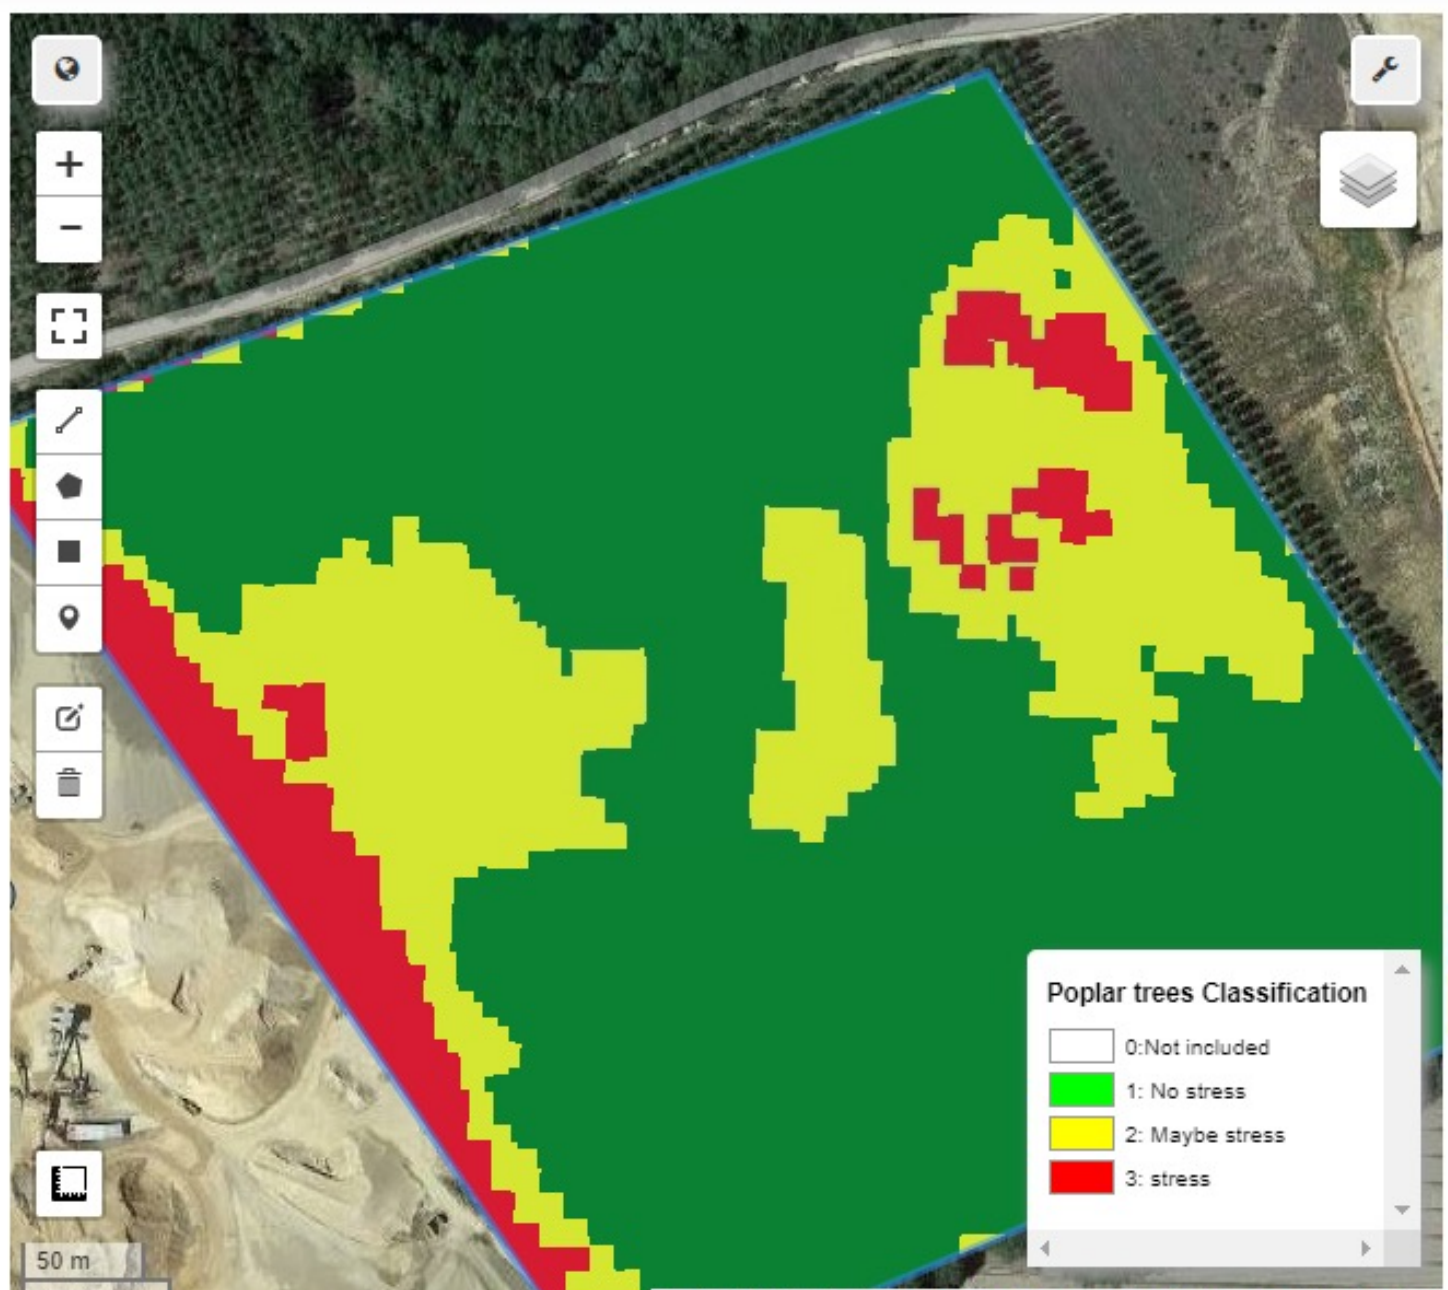 +
−
Poplar trees Classification
0:Not included
1: No stress
2: Maybe stress
3: stress
50 m